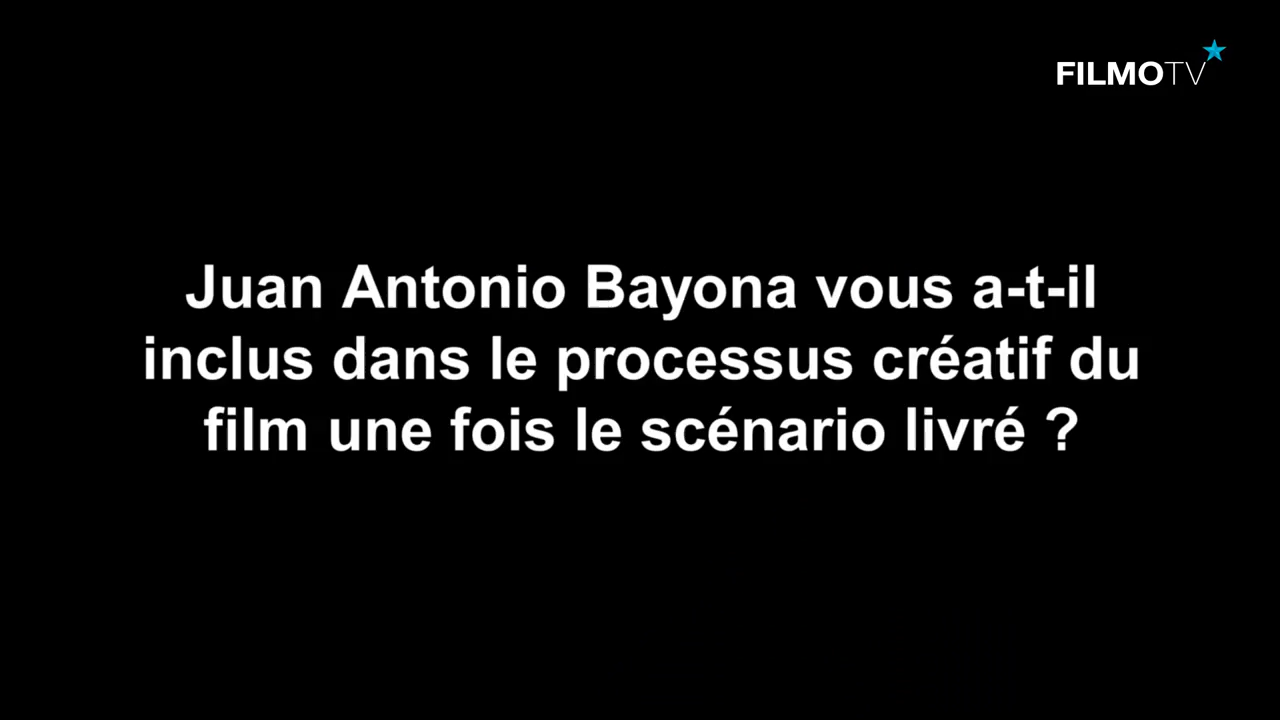 FILMOTV
Juan Antonio Bayona vous a-t-il
inclus dans le processus créatif du
film une fois le scénario livré ?